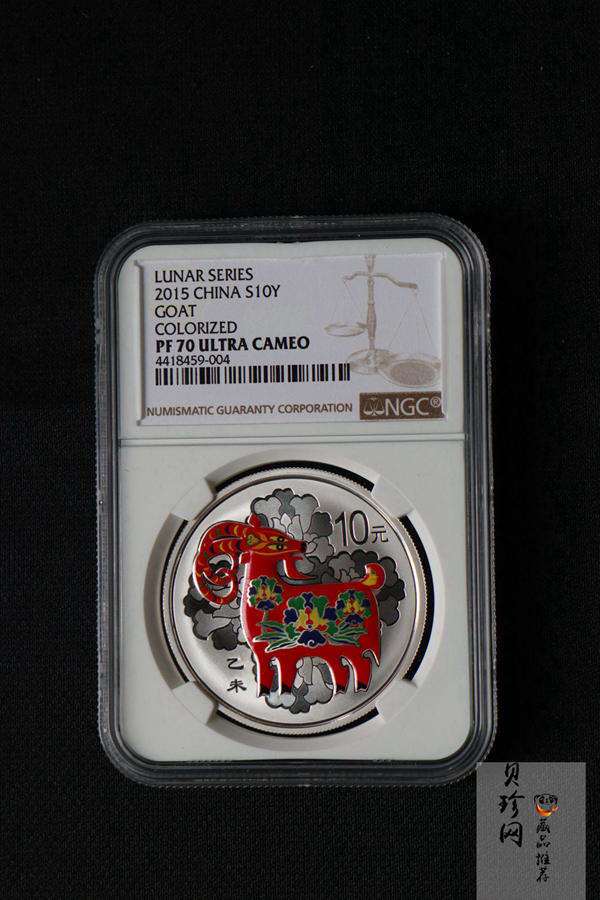 LUNAR SERIES
2015 CHINA S10Y
GOAT
COLORIZED
PF 70 ULTRA CAMEO
4418459-004
NUMISMATIC GUARANTY CORPORATION NGC®
10元
乙未
贝珍网
藏品推荐